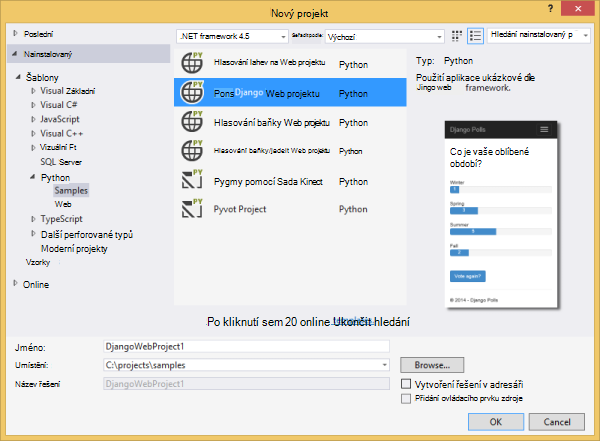 Nový projekt
? ×
Poslední
.NET framework 4.5
Výchozí
Hledání nainstalovaný p
Nainstalovaný
Šablony
Visual Základní
Visual C#
JavaScript
Visual C++
Vizuální Ft
SQL Server
Python
Samples
Web
TypeScript
Další perforované typů
Moderní projekty
Vzorky
Online
Hlasování lahev na Web projektu Python
Pons Django Web projektu Python
Hlasování baňky Web projektu Python
Hlasování baňky/jadeit Web projektu Python
Pygmy pomocí Sada Kinect Python
Pyvot Project Python
Po kliknutí sem 20 online Ukončit hledání
Typ: Python
Použití aplikace ukázkové dle
Jingo web framework.
Django Polls
Co je vaše oblíbené
období?
Winter
Spring
Summer
Fall
Vote again?
© 2014 - Django Polls
Jméno: DjangoWebProject1
Umístění: C:\projects\samples Browse...
Název řešení DjangoWebProject1
Vytvoření řešení v adresáři
Přidání ovládacího prvku zdroje
OK Cancel